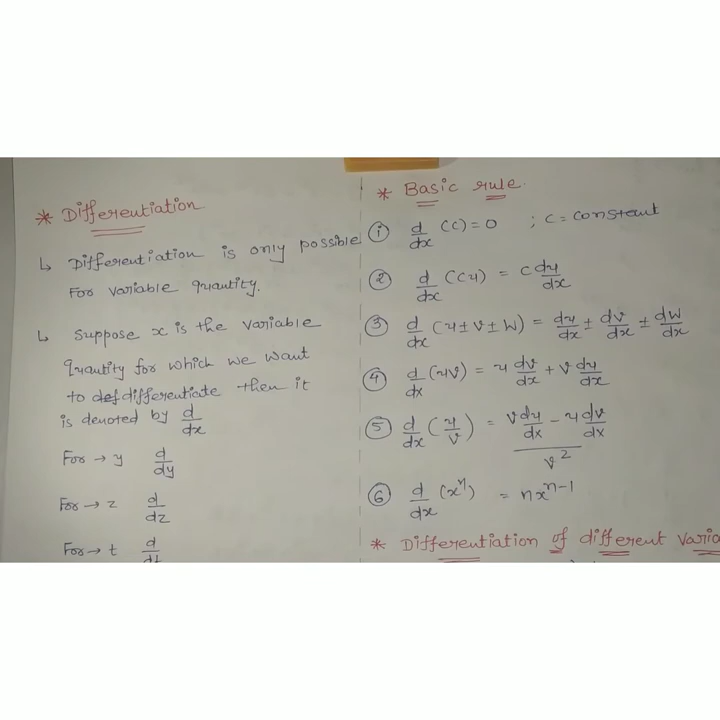 * Differentiation
↳ Differentiation is only possible
For variable quantity.
↳ Suppose x is the variable
quantity for which we want
to def differentiate then it
is denoted by d/dx
For → y d/dy
For → z d/dz
For → t d/dt
* Basic rule.
① d/dx (c) = 0 ; c = constant
② d/dx (cu) = c du/dx
③ d/dx (u ± v ± w) = du/dx ± dv/dx ± dw/dx
④ d/dx (uv) = u dv/dx + v du/dx
⑤ d/dx (u/v) = (v du/dx - u dv/dx) / v²
⑥ d/dx (xⁿ) = nxⁿ⁻¹
* Differentiation of different varia